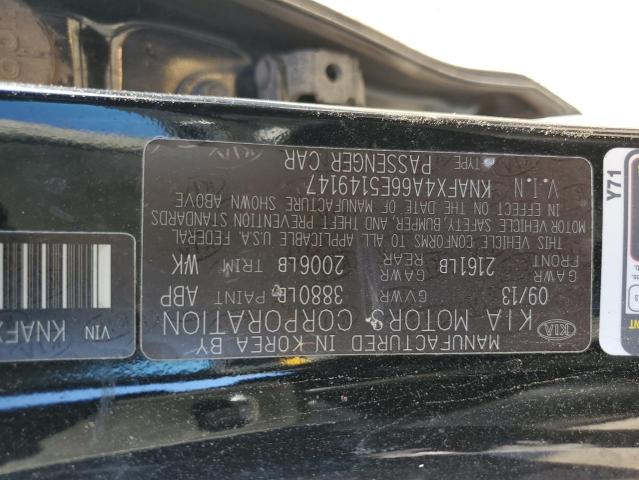 MANUFACTURED IN KOREA BY
KIA MOTORS CORPORATION
KIA
09/13 GVWR 3880LB PAINT ABP
GAWR FRONT 2161LB GAWR REAR 2006LB TRIM WK
THIS VEHICLE CONFORMS TO ALL APPLICABLE U.S.A. FEDERAL
MOTOR VEHICLE SAFETY, BUMPER, AND THEFT PREVENTION STANDARDS
IN EFFECT ON THE DATE OF MANUFACTURE SHOWN ABOVE
V.I.N KNAFX4A66E5149147
TYPE: PASSENGER CAR
VIN KNAFX
Y71